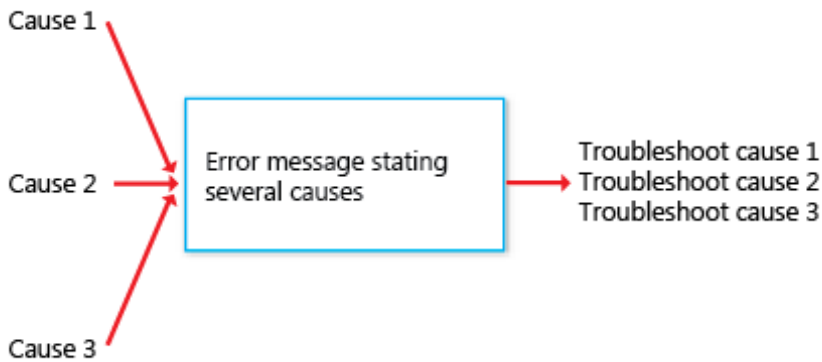 Cause 1
Cause 2
Cause 3
Error message stating
several causes
Troubleshoot cause 1
Troubleshoot cause 2
Troubleshoot cause 3